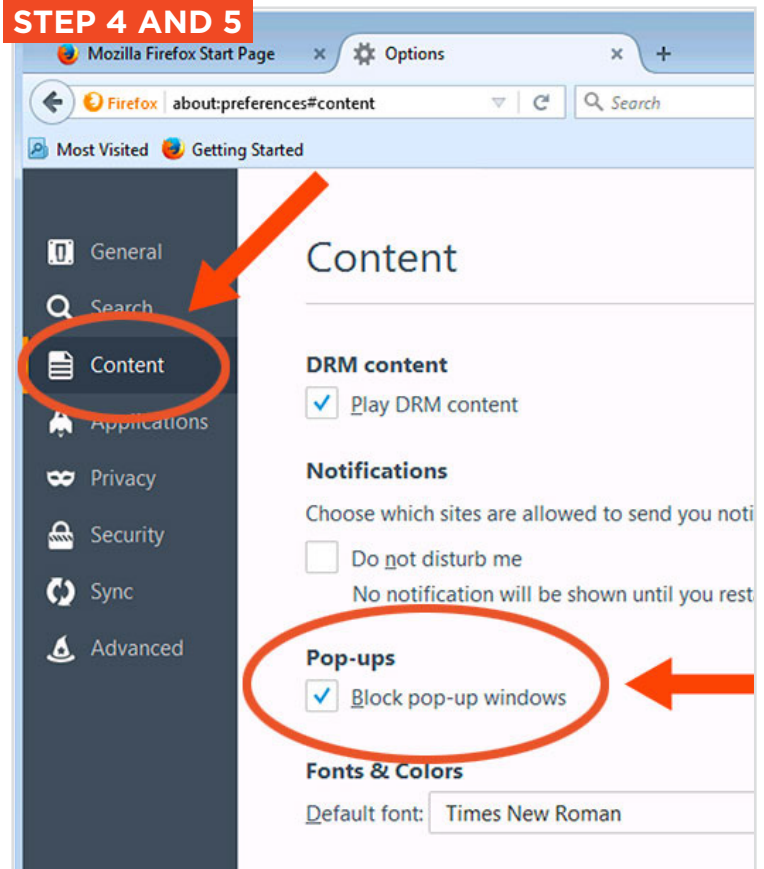 STEP 4 AND 5
Mozilla Firefox Start Page
Options
Firefox about:preferences#content
Search
Most Visited Getting Started
General
Search
Content
Applications
Privacy
Security
Sync
Advanced
Content
DRM content
Play DRM content
Notifications
Choose which sites are allowed to send you noti
Do not disturb me
No notification will be shown until you rest
Pop-ups
Block pop-up windows
Fonts & Colors
Default font: Times New Roman